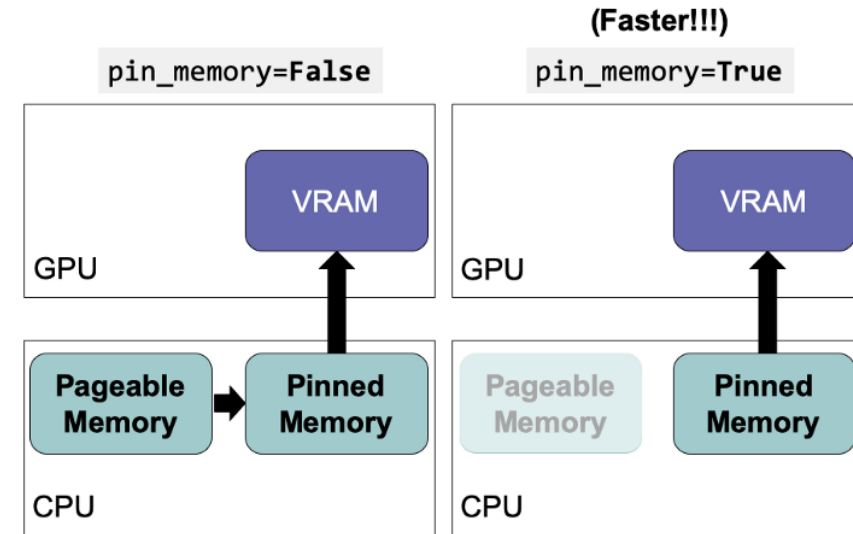 (Faster!!!)
pin_memory=False
pin_memory=True
VRAM
GPU
VRAM
GPU
Pageable
Memory
Pinned
Memory
CPU
Pageable
Memory
Pinned
Memory
CPU